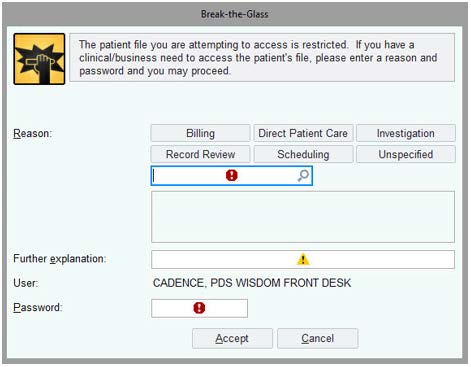 Break-the-Glass
The patient file you are attempting to access is restricted. If you have a
clinical/business need to access the patient's file, please enter a reason and
password and you may proceed.
Reason:
Billing Direct Patient Care Investigation
Record Review Scheduling Unspecified
Further explanation:
User: CADENCE, PDS WISDOM FRONT DESK
Password:
Accept Cancel